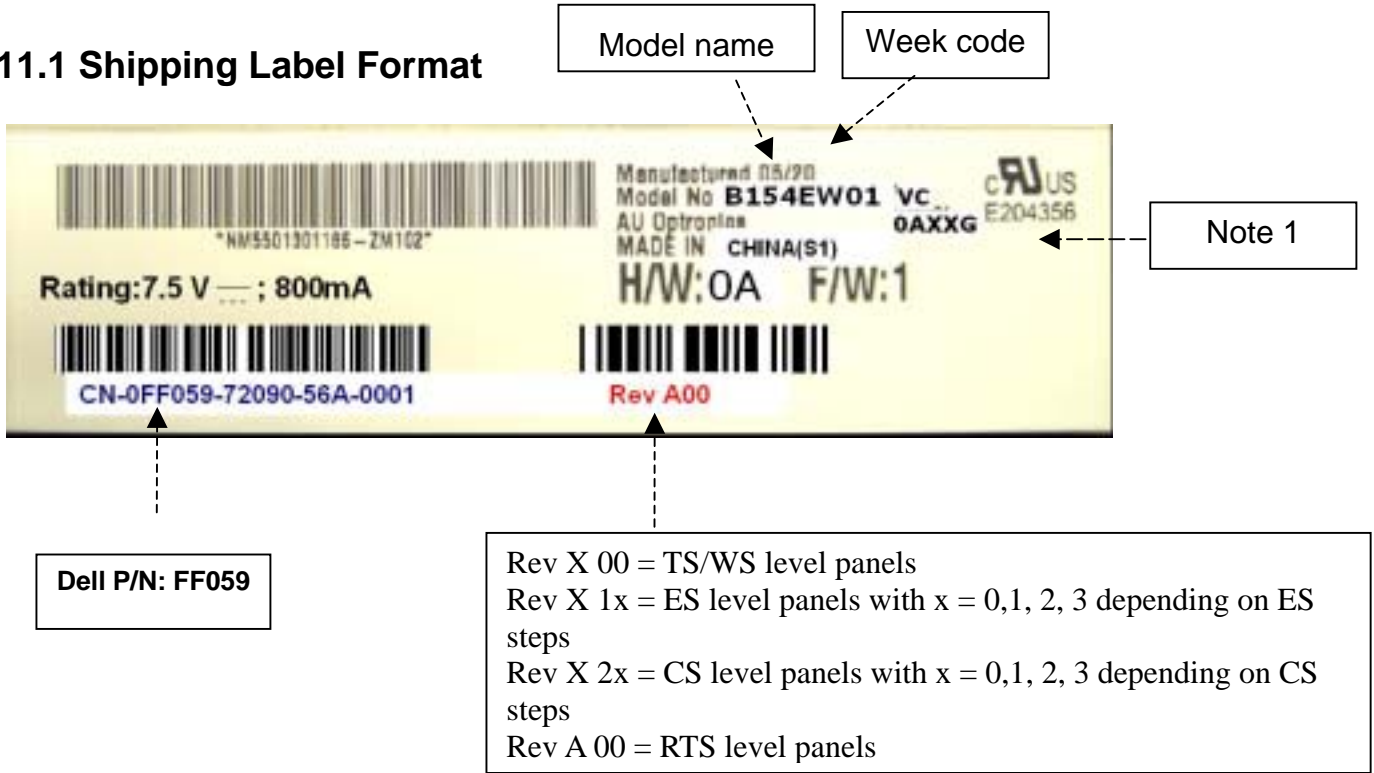 Model name
Week code
11.1 Shipping Label Format
Manufactured 05/20
Model No B154EW01 VC
AU Optronics 0AXXG
MADE IN CHINA(S1)
H/W:0A F/W:1
c US
E204356
Note 1
*NM5501301186-ZM102*
Rating:7.5 V ; 800mA
CN-0FF059-72090-56A-0001
Rev A00
Dell P/N: FF059
Rev X 00 = TS/WS level panels
Rev X 1x = ES level panels with x = 0,1, 2, 3 depending on ES
steps
Rev X 2x = CS level panels with x = 0,1, 2, 3 depending on CS
steps
Rev A 00 = RTS level panels